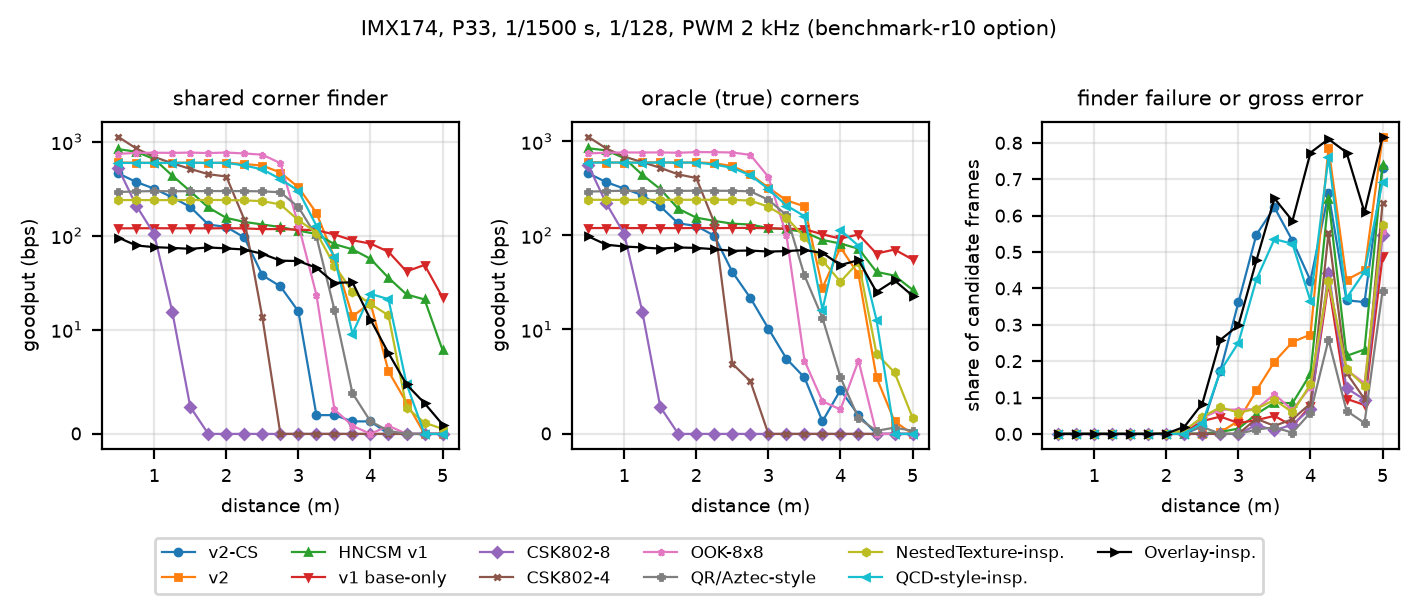 IMX174, P33, 1/1500 s, 1/128, PWM 2 kHz (benchmark-r10 option)
shared corner finder
oracle (true) corners
finder failure or gross error
goodput (bps)
10³
10²
10¹
0
1 2 3 4 5
distance (m)
goodput (bps)
10³
10²
10¹
0
1 2 3 4 5
distance (m)
share of candidate frames
0.8
0.7
0.6
0.5
0.4
0.3
0.2
0.1
0.0
1 2 3 4 5
distance (m)
v2-CS HNCSM v1 CSK802-8 OOK-8x8 NestedTexture-insp. Overlay-insp.
v2 v1 base-only CSK802-4 QR/Aztec-style QCD-style-insp.